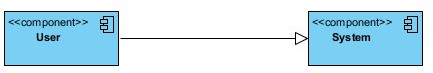 <<component>>
User
<<component>>
System